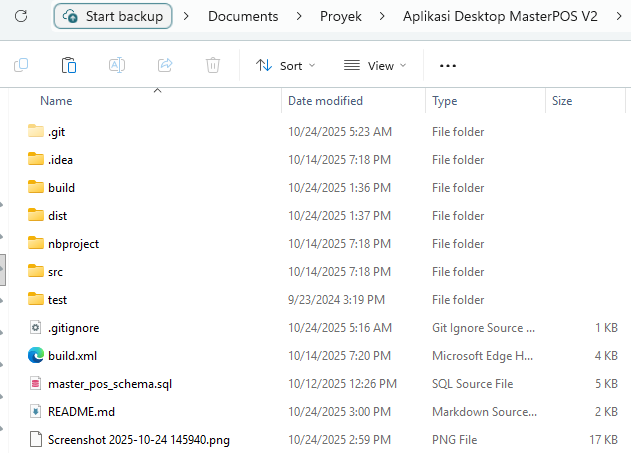 Start backup > Documents > Proyek > Aplikasi Desktop MasterPOS V2 >
Sort View
Name Date modified Type Size
.git 10/24/2025 5:23 AM File folder
.idea 10/14/2025 7:18 PM File folder
build 10/24/2025 1:36 PM File folder
dist 10/24/2025 1:37 PM File folder
nbproject 10/14/2025 7:18 PM File folder
src 10/14/2025 7:18 PM File folder
test 9/23/2024 3:19 PM File folder
.gitignore 10/24/2025 5:16 AM Git Ignore Source ... 1 KB
build.xml 10/14/2025 7:20 PM Microsoft Edge H... 4 KB
master_pos_schema.sql 10/12/2025 12:26 PM SQL Source File 5 KB
README.md 10/24/2025 3:00 PM Markdown Source... 2 KB
Screenshot 2025-10-24 145940.png 10/24/2025 2:59 PM PNG File 17 KB